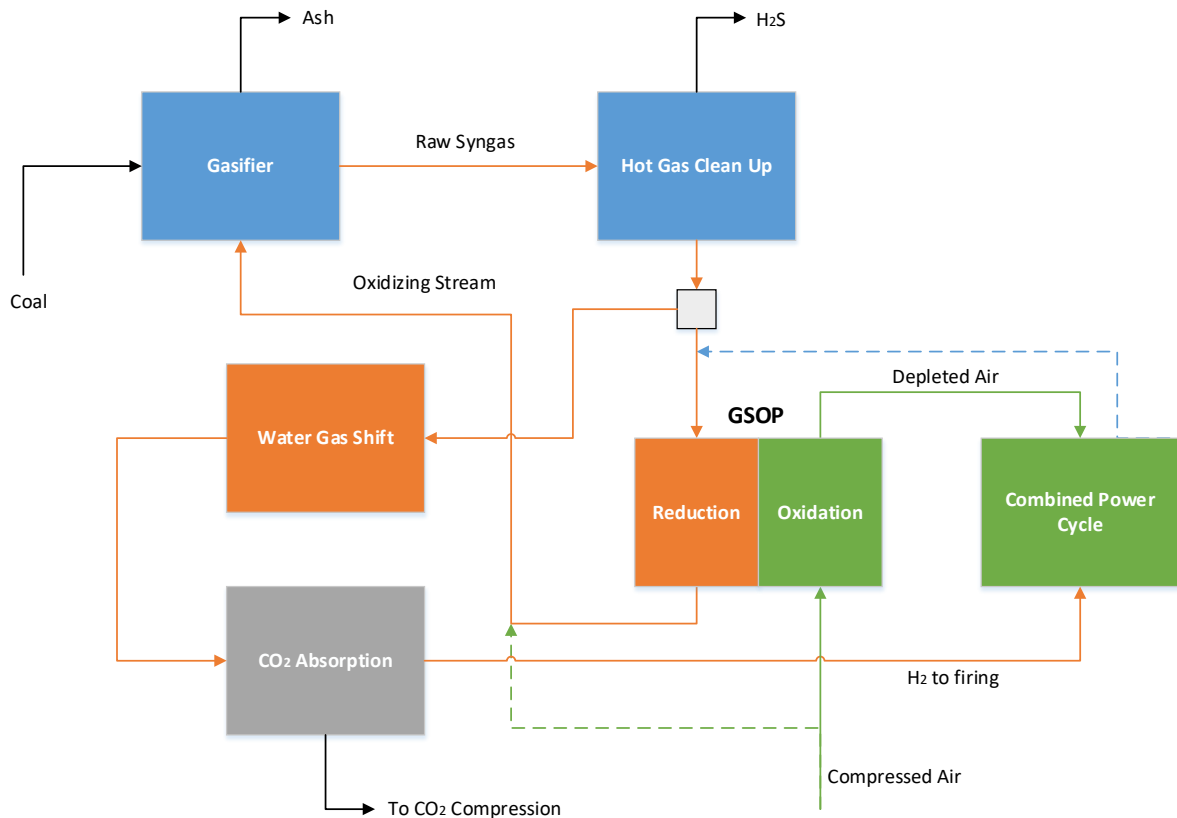 Ash
H₂S
Gasifier
Raw Syngas
Hot Gas Clean Up
Coal
Oxidizing Stream
Depleted Air
GSOP
Water Gas Shift
Reduction
Oxidation
Combined Power
Cycle
CO₂ Absorption
H₂ to firing
Compressed Air
To CO₂ Compression